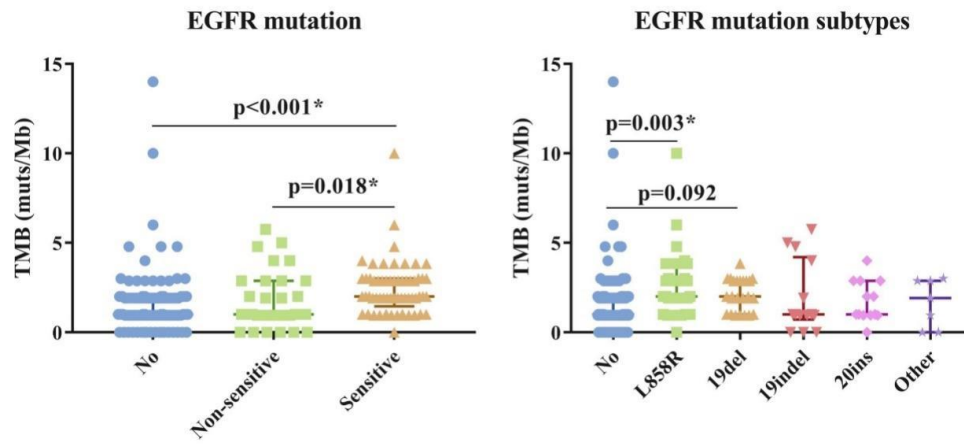 EGFR mutation
TMB (muts/Mb)
15
10
5
0
p<0.001*
p=0.018*
No
Non-sensitive
Sensitive
EGFR mutation subtypes
TMB (muts/Mb)
15
10
5
0
p=0.003*
p=0.092
No
L858R
19del
19indel
20ins
Other